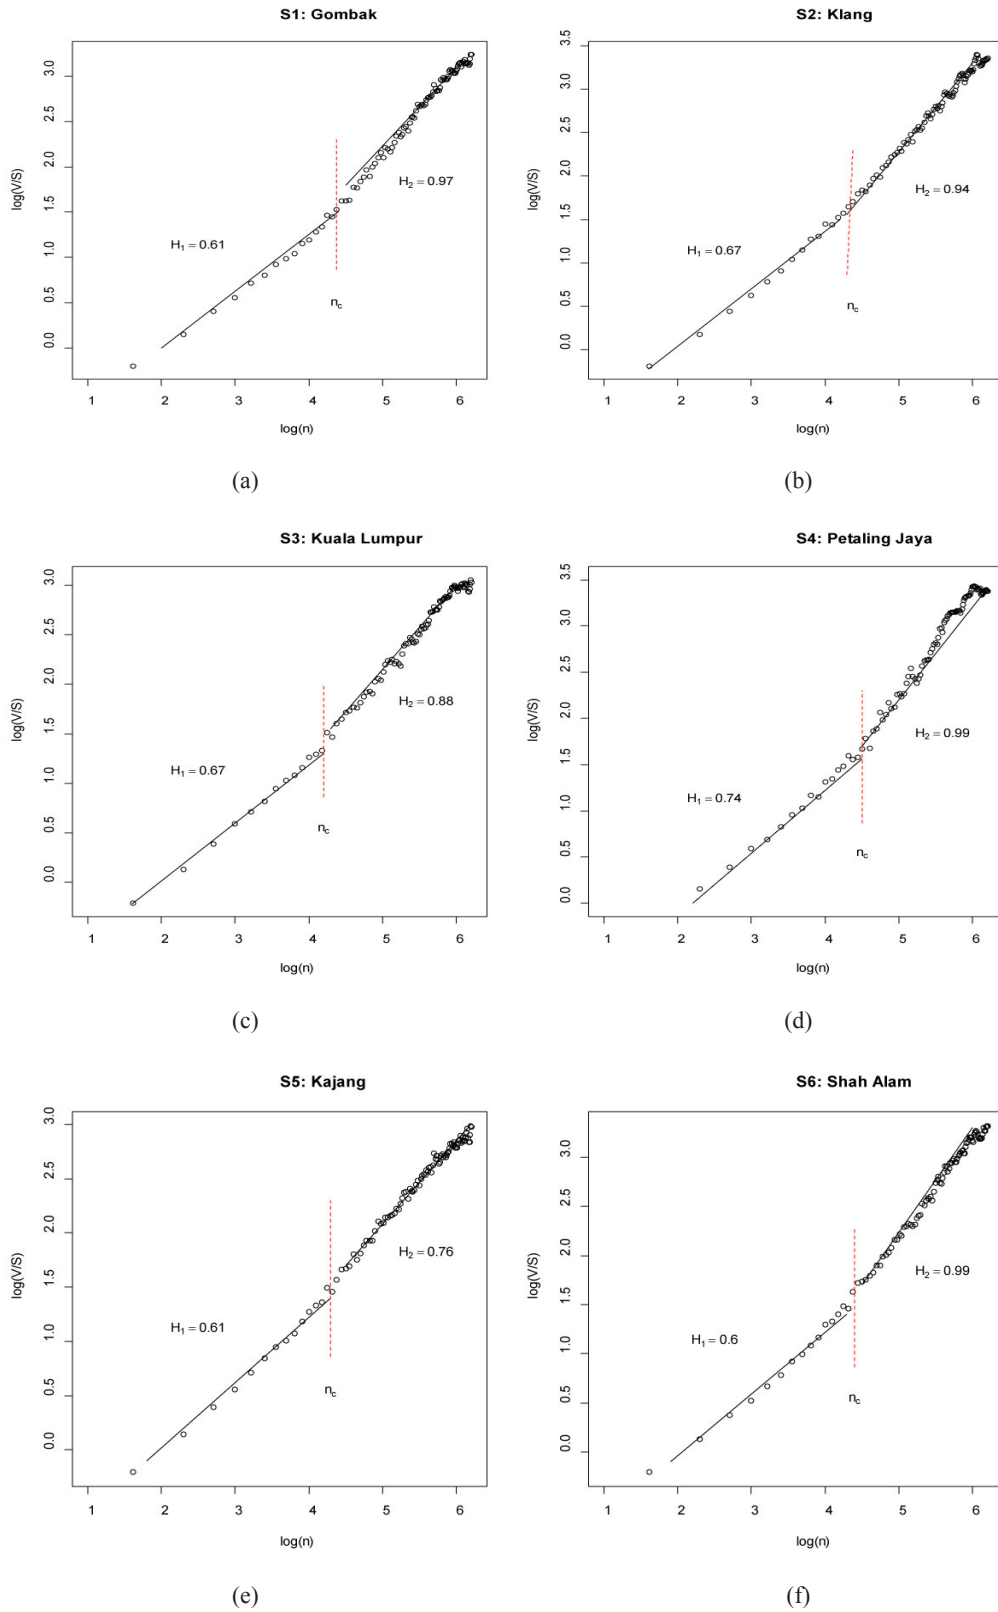 S1: Gombak
S2: Klang
log(V/S)
3.0
2.5
2.0
1.5
1.0
0.5
0.0
H₁ = 0.61
H₂ = 0.97
n_c
1 2 3 4 5 6
log(n)
log(V/S)
3.5
3.0
2.5
2.0
1.5
1.0
0.5
0.0
H₁ = 0.67
H₂ = 0.94
n_c
1 2 3 4 5 6
log(n)
(a)
(b)
S3: Kuala Lumpur
S4: Petaling Jaya
log(V/S)
3.0
2.5
2.0
1.5
1.0
0.5
0.0
H₁ = 0.67
H₂ = 0.88
n_c
1 2 3 4 5 6
log(n)
log(V/S)
3.5
3.0
2.5
2.0
1.5
1.0
0.5
0.0
H₁ = 0.74
H₂ = 0.99
n_c
1 2 3 4 5 6
log(n)
(c)
(d)
S5: Kajang
S6: Shah Alam
log(V/S)
3.0
2.5
2.0
1.5
1.0
0.5
0.0
H₁ = 0.61
H₂ = 0.76
n_c
1 2 3 4 5 6
log(n)
log(V/S)
3.0
2.5
2.0
1.5
1.0
0.5
0.0
H₁ = 0.6
H₂ = 0.99
n_c
1 2 3 4 5 6
log(n)
(e)
(f)